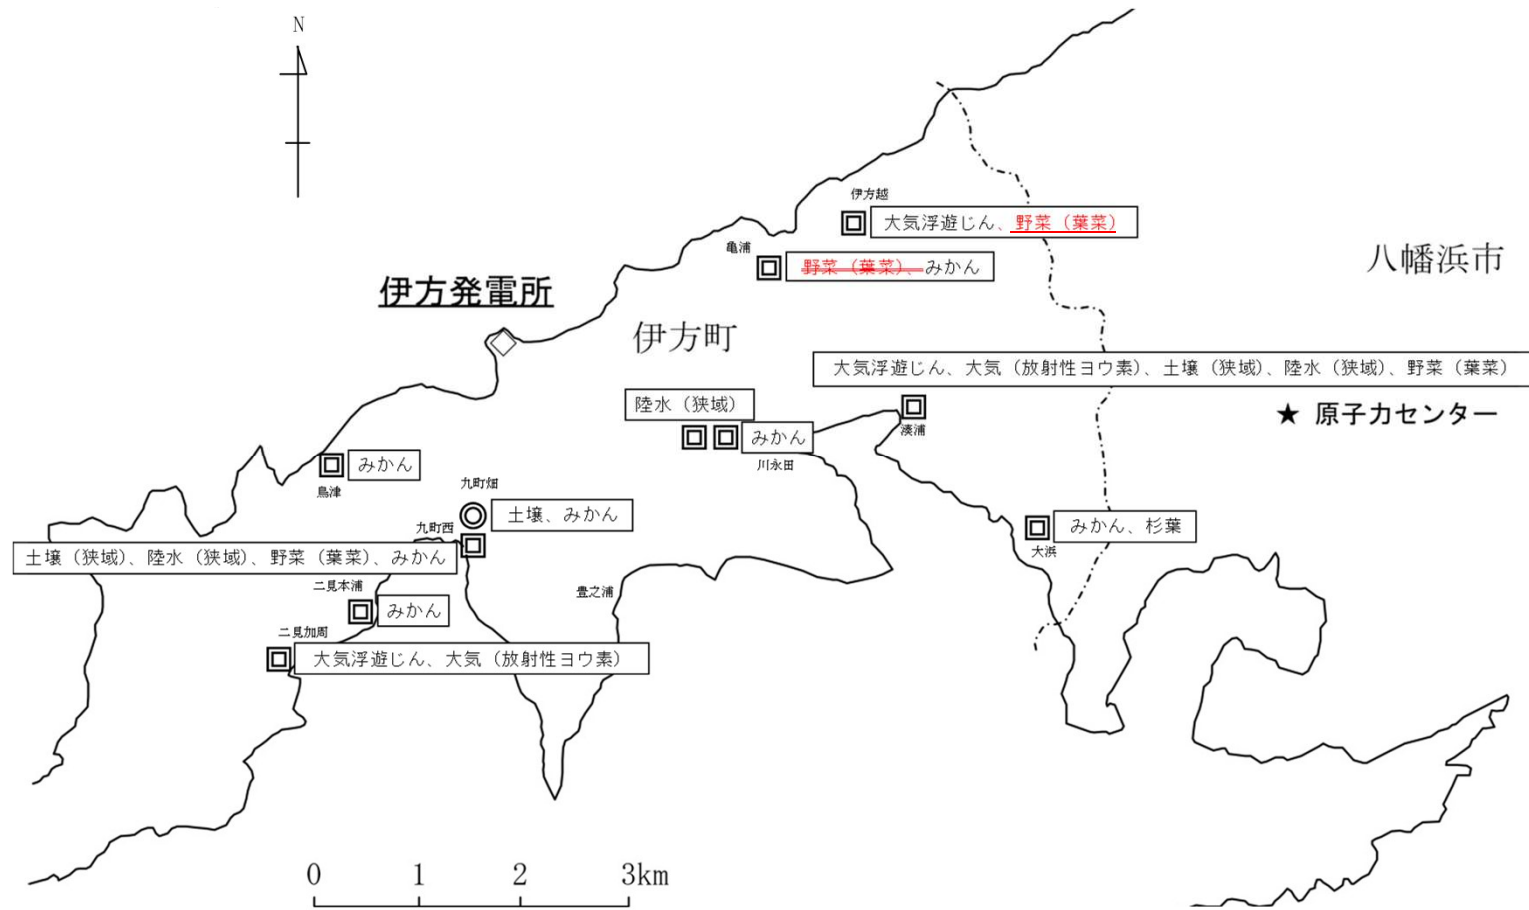 N
伊方越
大気浮遊じん、野菜（葉菜）
亀浦
野菜（葉菜）、みかん
八幡浜市
伊方発電所
伊方町
大気浮遊じん、大気（放射性ヨウ素）、土壌（狭域）、陸水（狭域）、野菜（葉菜）
陸水（狭域）
湊浦
★ 原子力センター
みかん
川永田
みかん
鳥津
九町畑
土壌、みかん
九町西
みかん、杉葉
大浜
土壌（狭域）、陸水（狭域）、野菜（葉菜）、みかん
二見本浦
豊之浦
みかん
二見加周
大気浮遊じん、大気（放射性ヨウ素）
0 1 2 3km